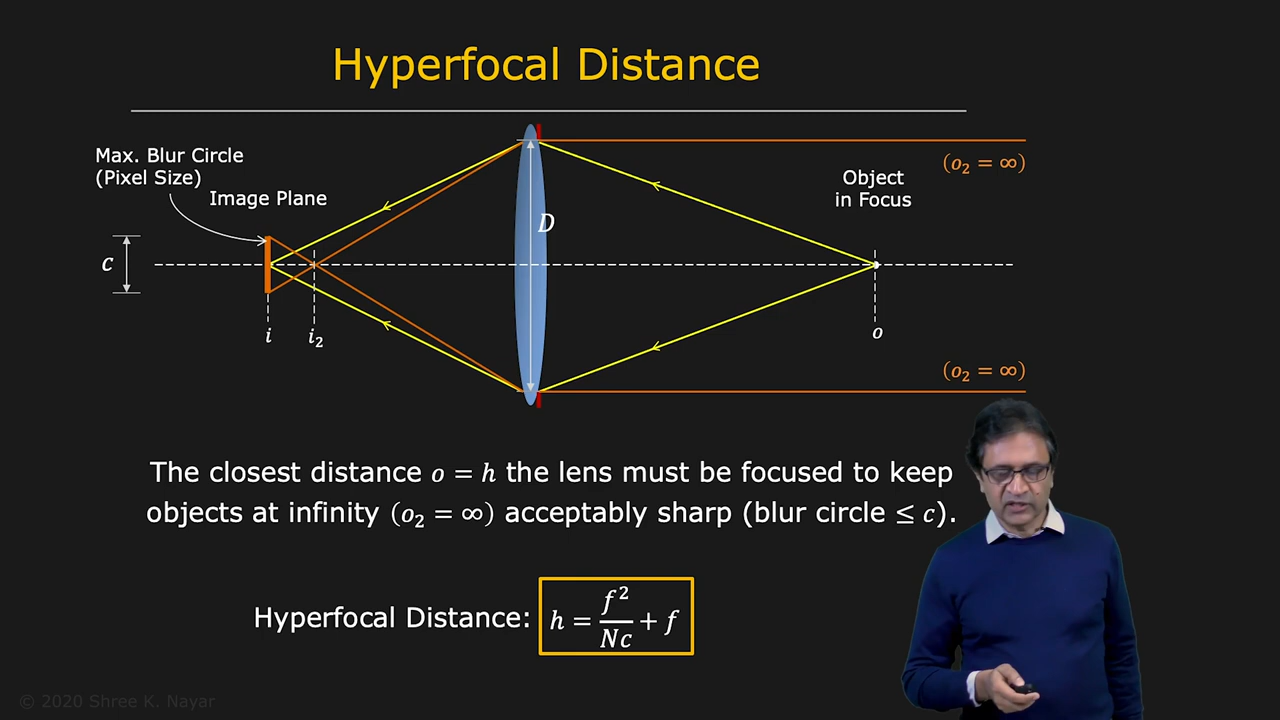 Hyperfocal Distance
Max. Blur Circle
(Pixel Size)
Image Plane
(o₂ = ∞)
Object
in Focus
D
c
i
i₂
o
(o₂ = ∞)
The closest distance o = h the lens must be focused to keep
objects at infinity (o₂ = ∞) acceptably sharp (blur circle ≤ c).
Hyperfocal Distance: h = f²/Nc + f
© 2020 Shree K. Nayar